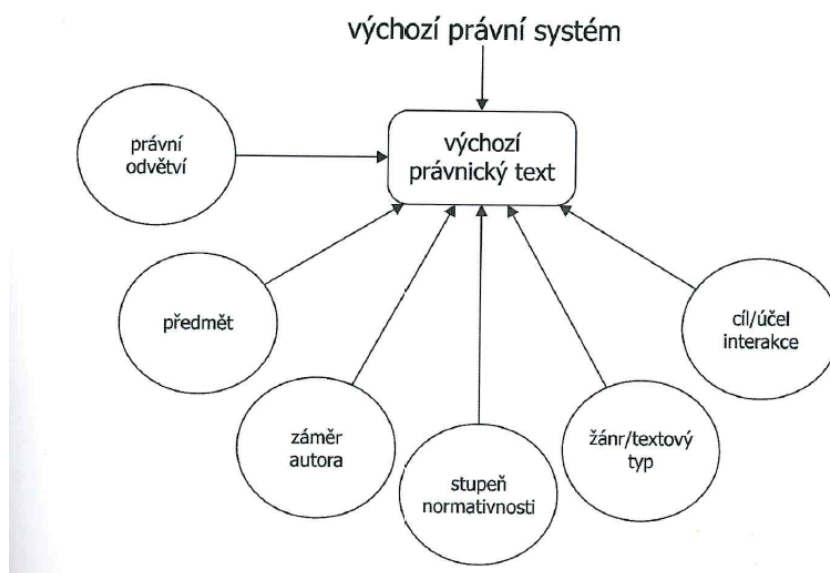 výchozí právní systém
výchozí
právnický text
právní
odvětví
předmět
záměr
autora
stupeň
normativnosti
žánr/textový
typ
cíl/účel
interakce